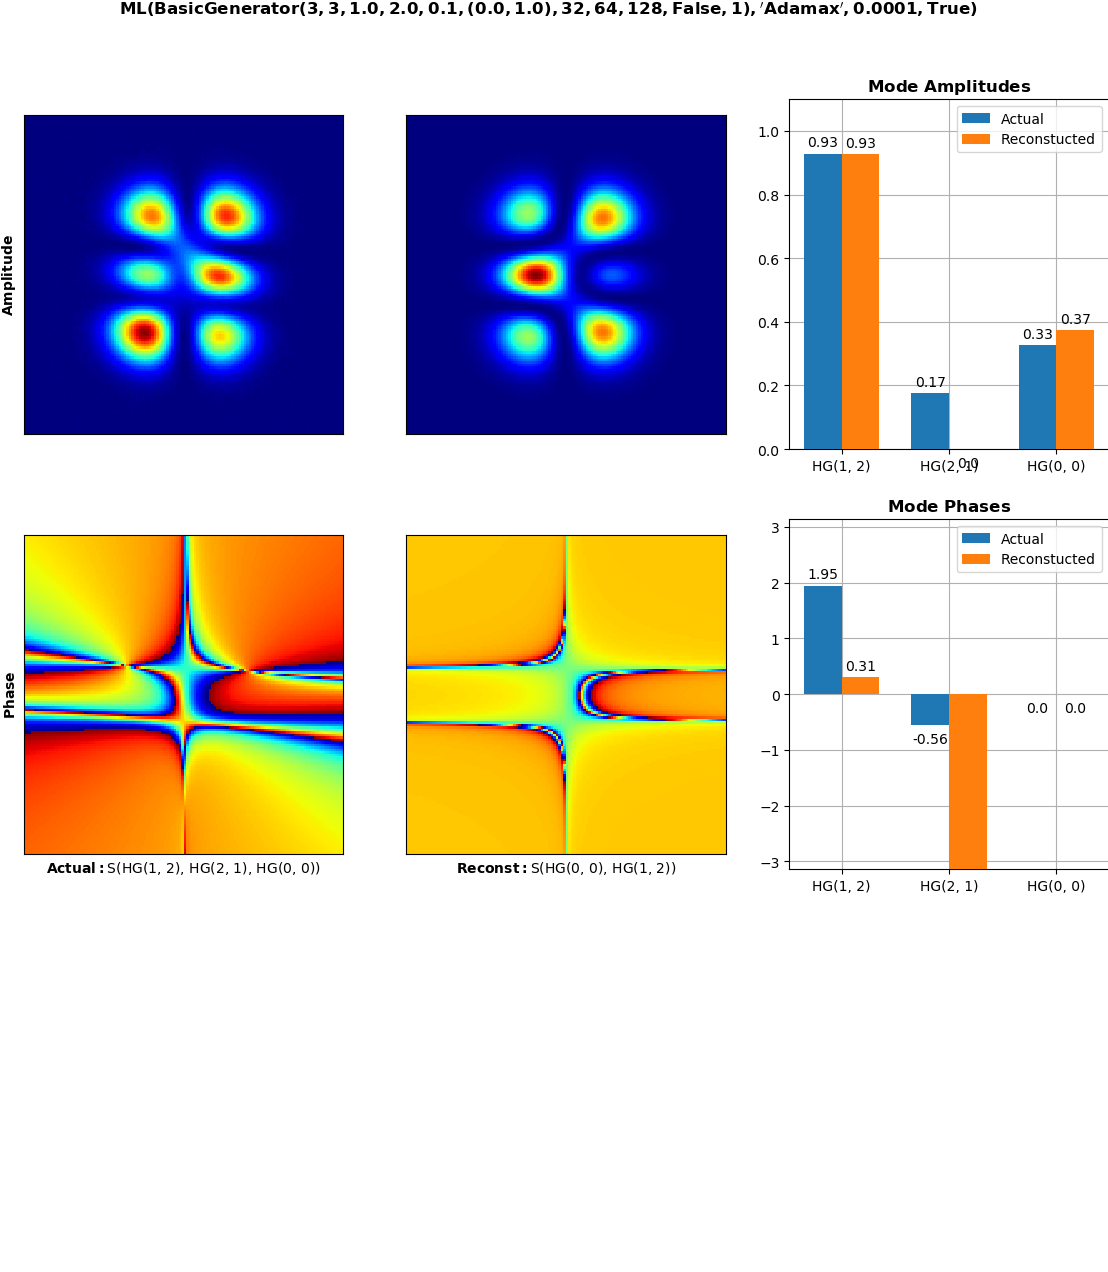 ML(BasicGenerator(3, 3, 1.0, 2.0, 0.1, (0.0, 1.0), 32, 64, 128, False, 1), 'Adamax', 0.0001, True)
Amplitude
Mode Amplitudes
Actual
Reconstucted
1.0
0.8
0.6
0.4
0.2
0.0
0.93
0.93
0.17
0.0
0.33
0.37
HG(1, 2)
HG(2, 1)
HG(0, 0)
Phase
Actual: S(HG(1, 2), HG(2, 1), HG(0, 0))
Reconst: S(HG(0, 0), HG(1, 2))
Mode Phases
Actual
Reconstucted
3
2
1
0
−1
−2
−3
1.95
0.31
-0.56
0.0
0.0
HG(1, 2)
HG(2, 1)
HG(0, 0)